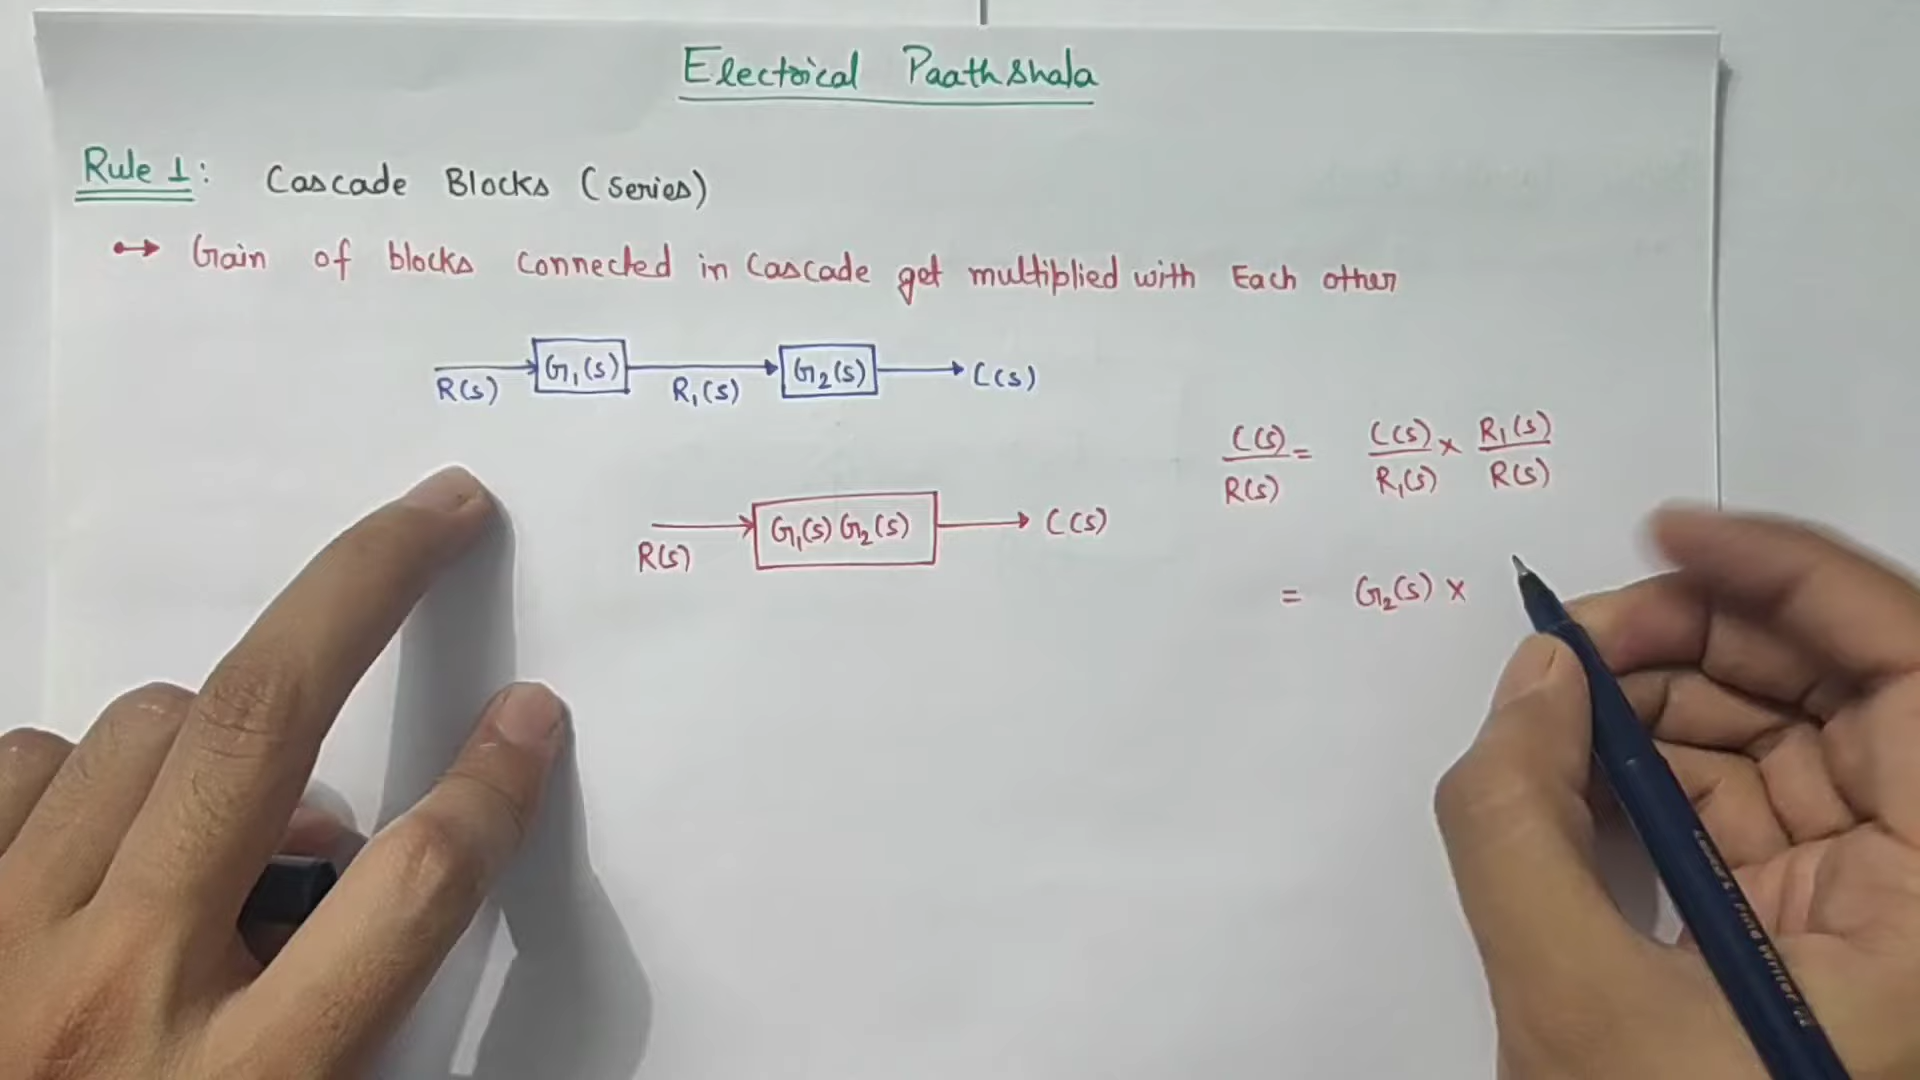 Electrical Paathshala
Rule 1: Cascade Blocks (series)
Gain of blocks connected in Cascade get multiplied with Each other
R(s) G₁(s) R₁(s) G₂(s) C(s)
C(s)/R(s) = C(s)/R₁(s) × R₁(s)/R(s)
R(s) G₁(s) G₂(s) C(s)
= G₂(s) ×